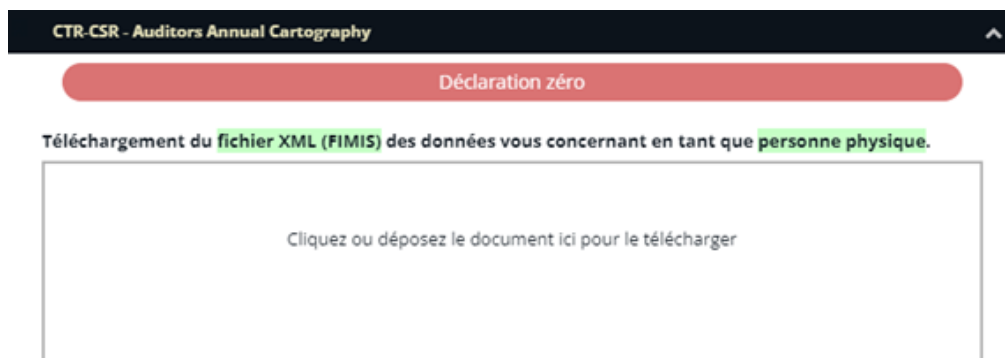 CTR-CSR - Auditors Annual Cartography
Déclaration zéro
Téléchargement du fichier XML (FIMIS) des données vous concernant en tant que personne physique.
Cliquez ou déposez le document ici pour le télécharger